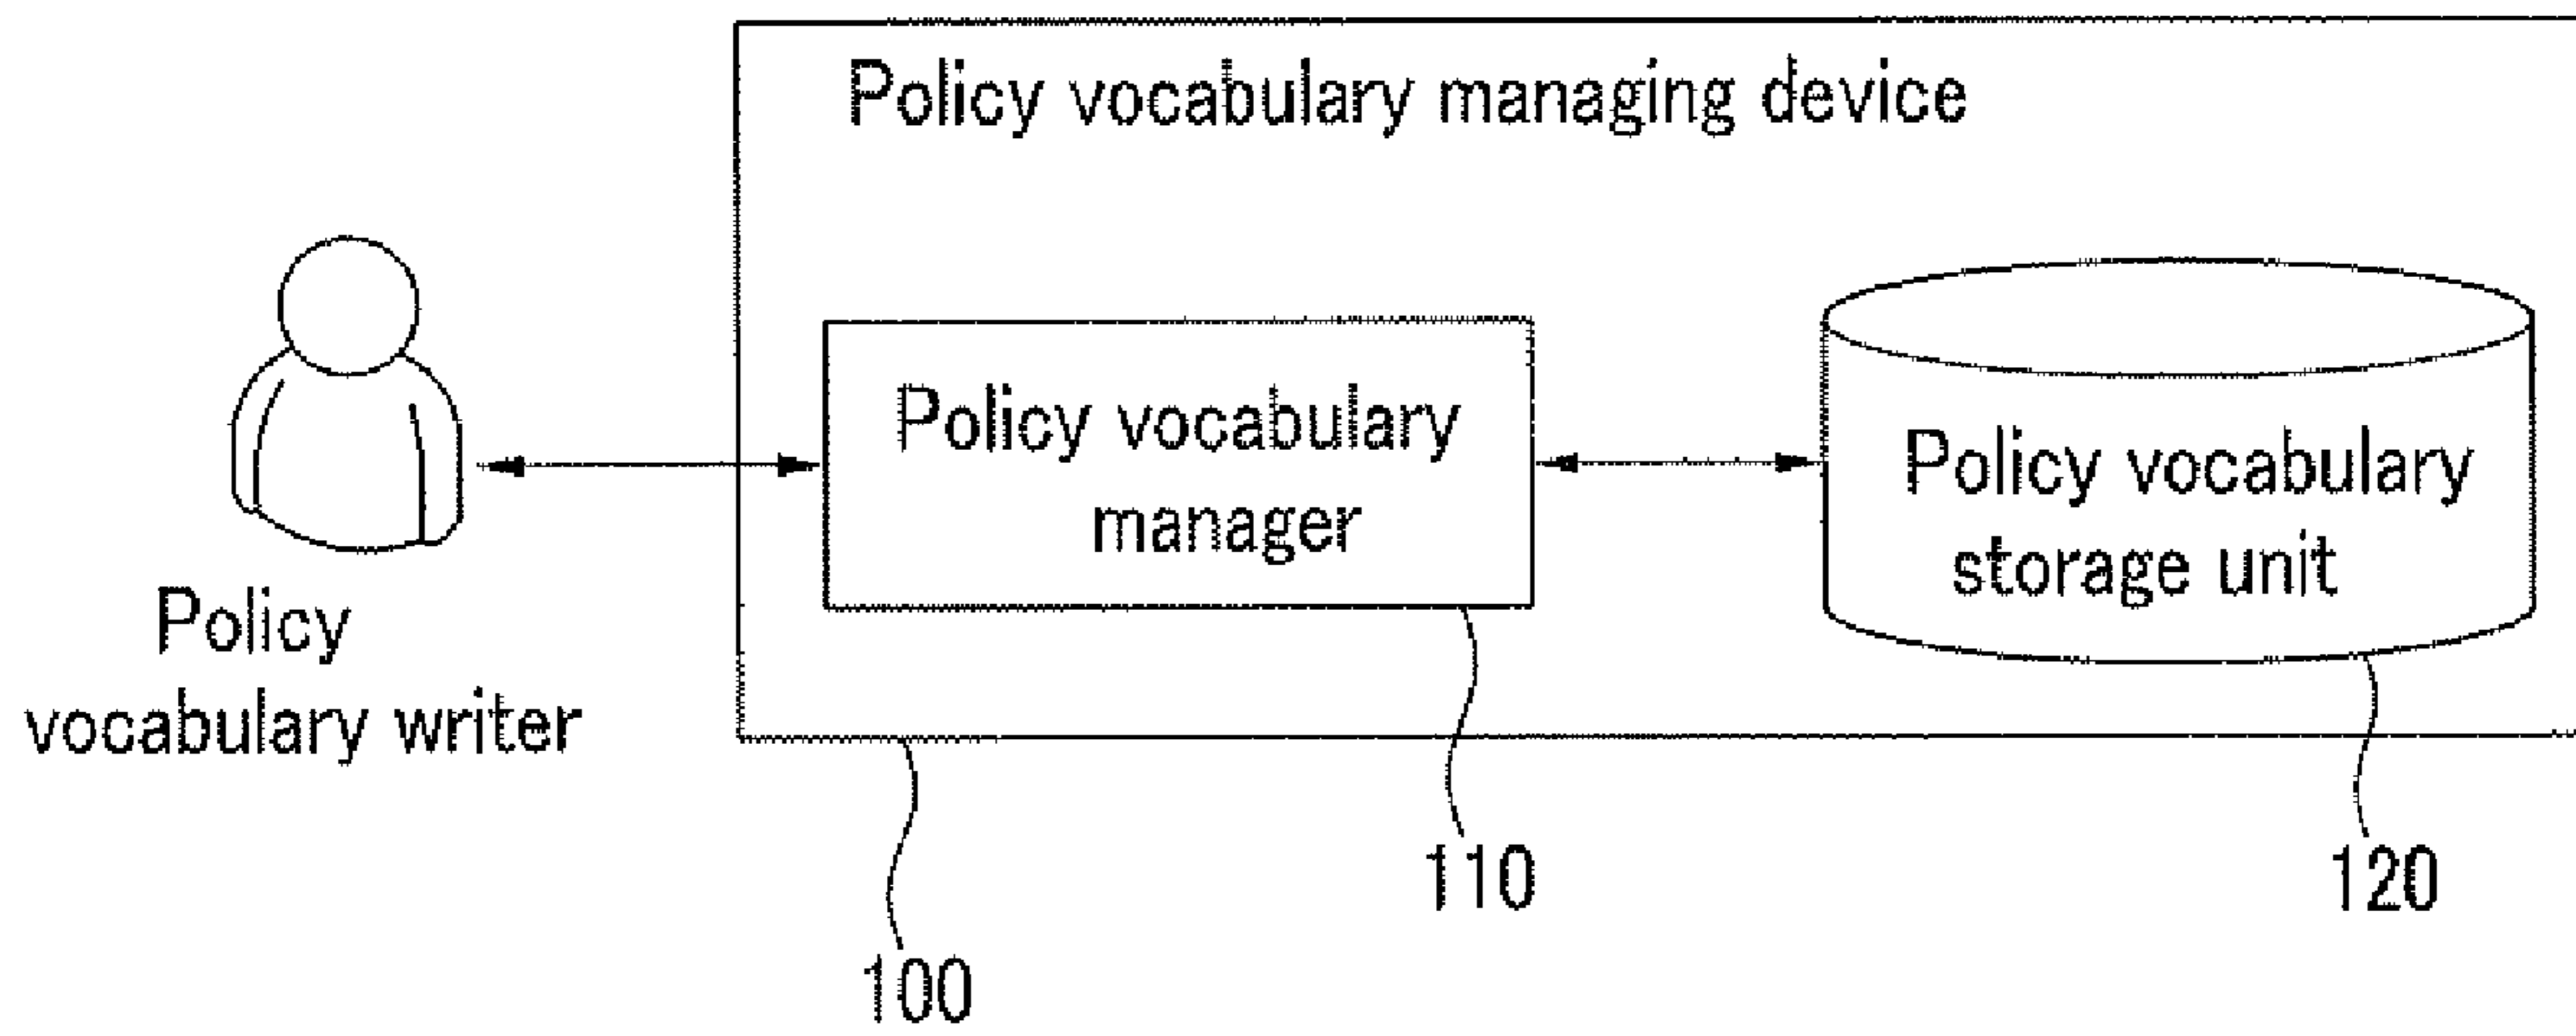 Policy vocabulary managing device
Policy vocabulary
manager
Policy vocabulary
storage unit
Policy
vocabulary writer
110
120
100